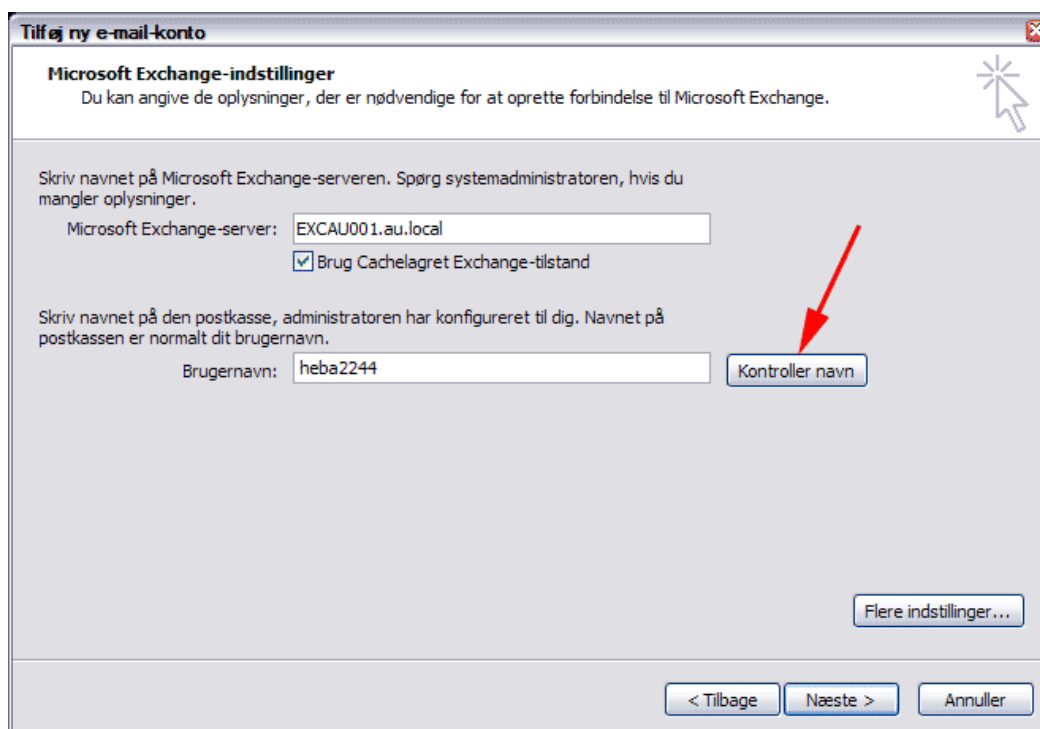 Tilføj ny e-mail-konto
Microsoft Exchange-indstillinger
Du kan angive de oplysninger, der er nødvendige for at oprette forbindelse til Microsoft Exchange.
Skriv navnet på Microsoft Exchange-serveren. Spørg systemadministratoren, hvis du
mangler oplysninger.
Microsoft Exchange-server: EXCAU001.au.local
Brug Cachelagret Exchange-tilstand
Skriv navnet på den postkasse, administratoren har konfigureret til dig. Navnet på
postkassen er normalt dit brugernavn.
Brugernavn: heba2244 Kontroller navn
Flere indstillinger...
< Tilbage Næste > Annuller